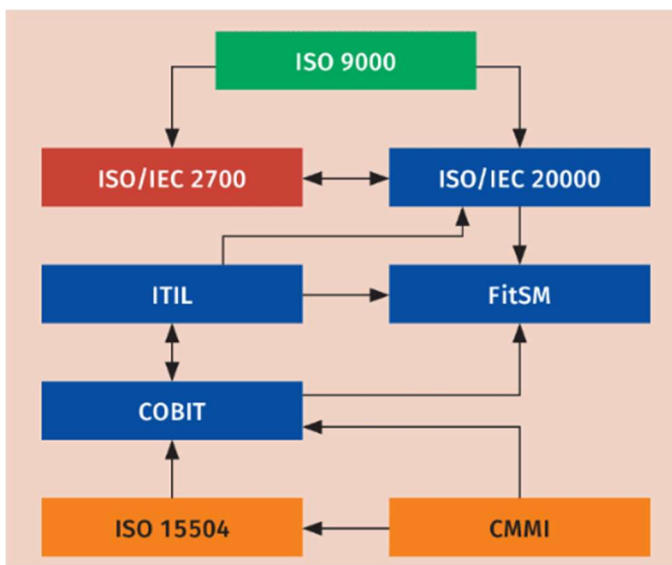 ISO 9000
ISO/IEC 2700
ISO/IEC 20000
ITIL
FitSM
COBIT
ISO 15504
CMMI